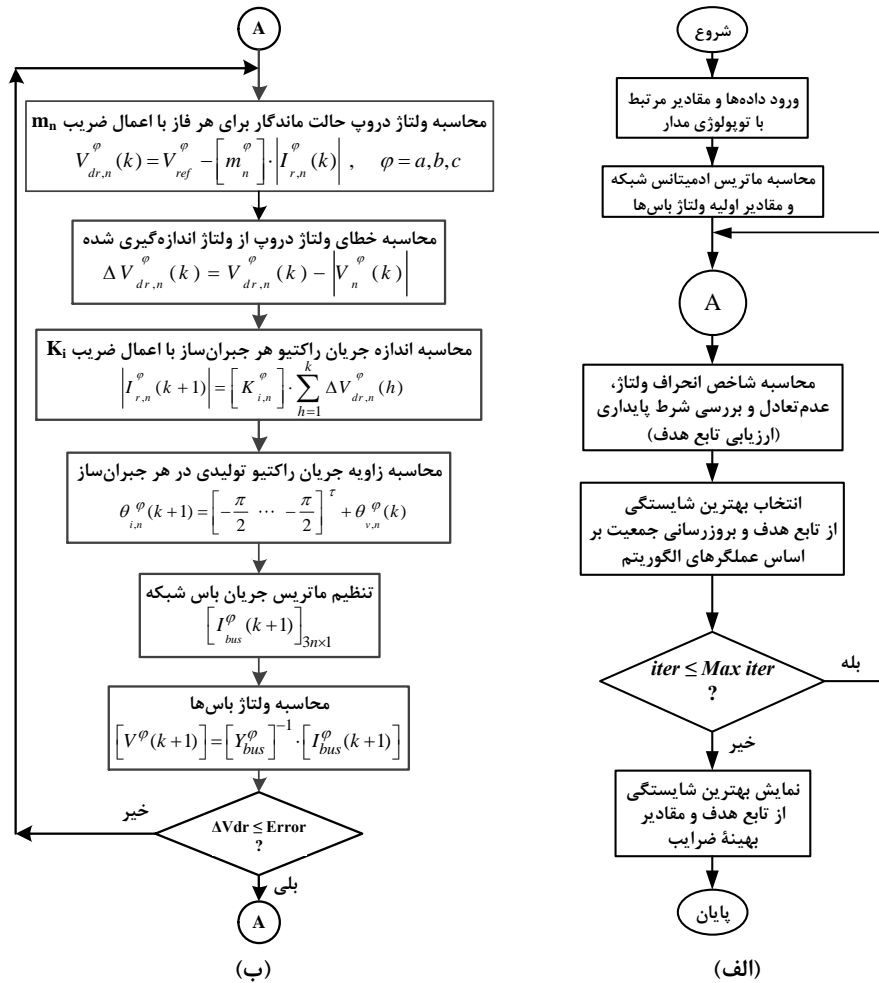 شروع
ورود داده‌ها و مقادیر مرتبط
با توپولوژی مدار
محاسبه ماتریس ادمیتانس شبکه
و مقادیر اولیه ولتاژ باس‌ها
A
محاسبه شاخص انحراف ولتاژ،
عدم‌تعادل و بررسی شرط پایداری
(ارزیابی تابع هدف)
انتخاب بهترین شایستگی
از تابع هدف و بروزرسانی جمعیت بر
اساس عملگرهای الگوریتم
iter ≤ Max iter
?
بله
خیر
نمایش بهترین شایستگی
از تابع هدف و مقادیر
بهینهٔ ضرایب
پایان
(الف)
A
محاسبه ولتاژ دروپ حالت ماندگار برای هر فاز با اعمال ضریب mₙ
V_{dr,n}^{φ}(k) = V_{ref}^{φ} − [m_{n}^{φ}]·|I_{r,n}^{φ}(k)| , φ = a,b,c
محاسبه خطای ولتاژ دروپ از ولتاژ اندازه‌گیری شده
ΔV_{dr,n}^{φ}(k) = V_{dr,n}^{φ}(k) − |V_{n}^{φ}(k)|
محاسبه اندازه جریان راکتیو هر جبران‌ساز با اعمال ضریب Kᵢ
|I_{r,n}^{φ}(k+1)| = [K_{i,n}^{φ}]·∑_{h=1}^{k} ΔV_{dr,n}^{φ}(h)
محاسبه زاویه جریان راکتیو تولیدی در هر جبران‌ساز
θ_{i,n}^{φ}(k+1) = [−π/2 ⋯ −π/2]^{τ} + θ_{v,n}^{φ}(k)
تنظیم ماتریس جریان باس شبکه
[I_{bus}^{φ}(k+1)]_{3n×1}
محاسبه ولتاژ باس‌ها
[V^{φ}(k+1)] = [Y_{bus}^{φ}]^{−1}·[I_{bus}^{φ}(k+1)]
خیر
ΔVdr ≤ Error
?
بلی
A
(ب)